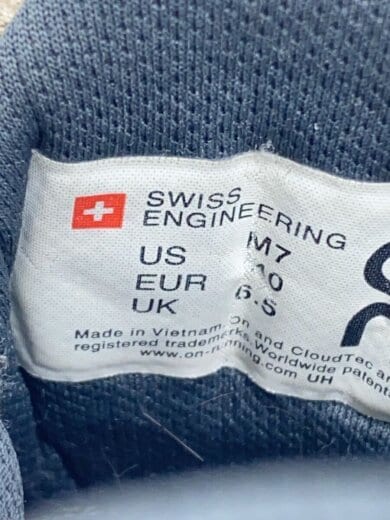 SWISS
ENGINEERING
US M7
EUR 40
UK 6.5
Made in Vietnam. On and CloudTec are
registered trademarks Worldwide patents
www.on-running.com UH